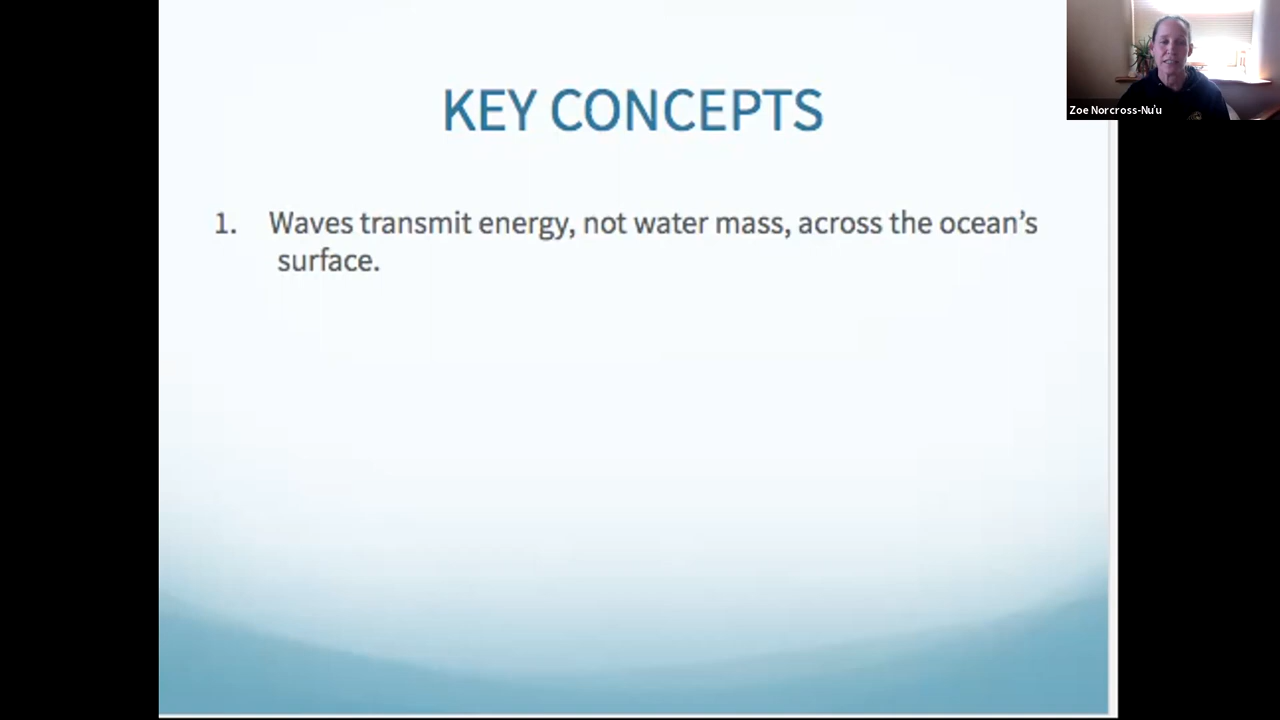 KEY CONCEPTS
1. Waves transmit energy, not water mass, across the ocean’s
surface.
Zoe Norcross-Nu'u